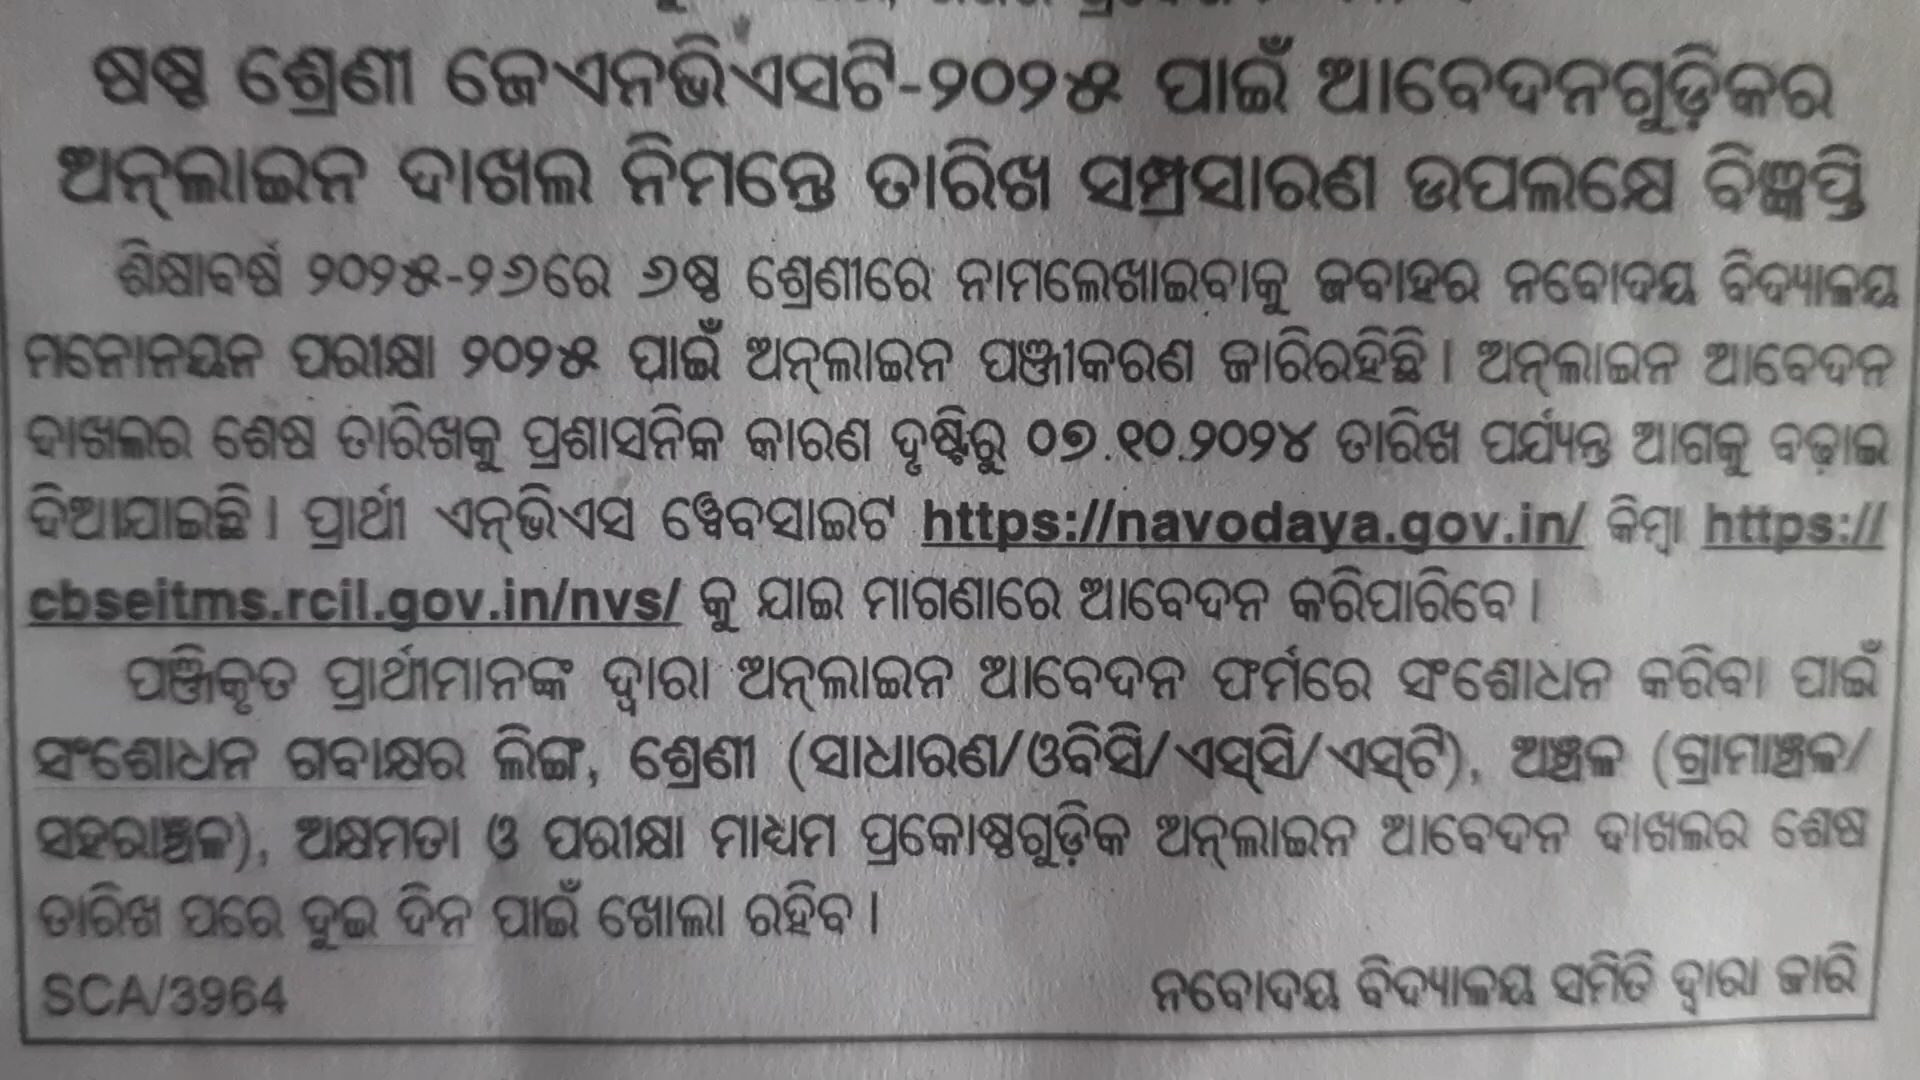 ଷଷ୍ଠ ଶ୍ରେଣୀ ଜେଏନଭିଏସଟି-୨୦୨୫ ପାଇଁ ଆବେଦନଗୁଡ଼ିକର
ଅନ୍‌ଲାଇନ ଦାଖଲ ନିମନ୍ତେ ତାରିଖ ସମ୍ପ୍ରସାରଣ ଉପଲକ୍ଷେ ବିଜ୍ଞପ୍ତି
ଶିକ୍ଷାବର୍ଷ ୨୦୨୫-୨୬ରେ ୬ଷ୍ଠ ଶ୍ରେଣୀରେ ନାମଲେଖାଇବାକୁ ଜବାହର ନବୋଦୟ ବିଦ୍ୟାଳୟ
ମନୋନୟନ ପରୀକ୍ଷା ୨୦୨୫ ପାଇଁ ଅନ୍‌ଲାଇନ ପଞ୍ଜୀକରଣ ଜାରିରହିଛି । ଅନ୍‌ଲାଇନ ଆବେଦନ
ଦାଖଲର ଶେଷ ତାରିଖକୁ ପ୍ରଶାସନିକ କାରଣ ଦୃଷ୍ଟିରୁ ୦୭.୧୦.୨୦୨୪ ତାରିଖ ପର୍ଯ୍ୟନ୍ତ ଆଗକୁ ବଢ଼ାଇ
ଦିଆଯାଇଛି । ପ୍ରାର୍ଥୀ ଏନ୍‌ଭିଏସ ୱେବସାଇଟ https://navodaya.gov.in/ କିମ୍ବା https://
cbseitms.rcil.gov.in/nvs/ କୁ ଯାଇ ମାଗଣାରେ ଆବେଦନ କରିପାରିବେ ।
ପଞ୍ଜିକୃତ ପ୍ରାର୍ଥୀମାନଙ୍କ ଦ୍ୱାରା ଅନ୍‌ଲାଇନ ଆବେଦନ ଫର୍ମରେ ସଂଶୋଧନ କରିବା ପାଇଁ
ସଂଶୋଧନ ଗବାକ୍ଷର ଲିଙ୍ଗ, ଶ୍ରେଣୀ (ସାଧାରଣ/ଓବିସି/ଏସ୍‌ସି/ଏସ୍‌ଟି), ଅଞ୍ଚଳ (ଗ୍ରାମାଞ୍ଚଳ/
ସହରାଞ୍ଚଳ), ଅକ୍ଷମତା ଓ ପରୀକ୍ଷା ମାଧ୍ୟମ ପ୍ରକୋଷ୍ଠଗୁଡ଼ିକ ଅନ୍‌ଲାଇନ ଆବେଦନ ଦାଖଲର ଶେଷ
ତାରିଖ ପରେ ଦୁଇ ଦିନ ପାଇଁ ଖୋଲା ରହିବ ।
SCA/3964
ନବୋଦୟ ବିଦ୍ୟାଳୟ ସମିତି ଦ୍ୱାରା ଜାରି